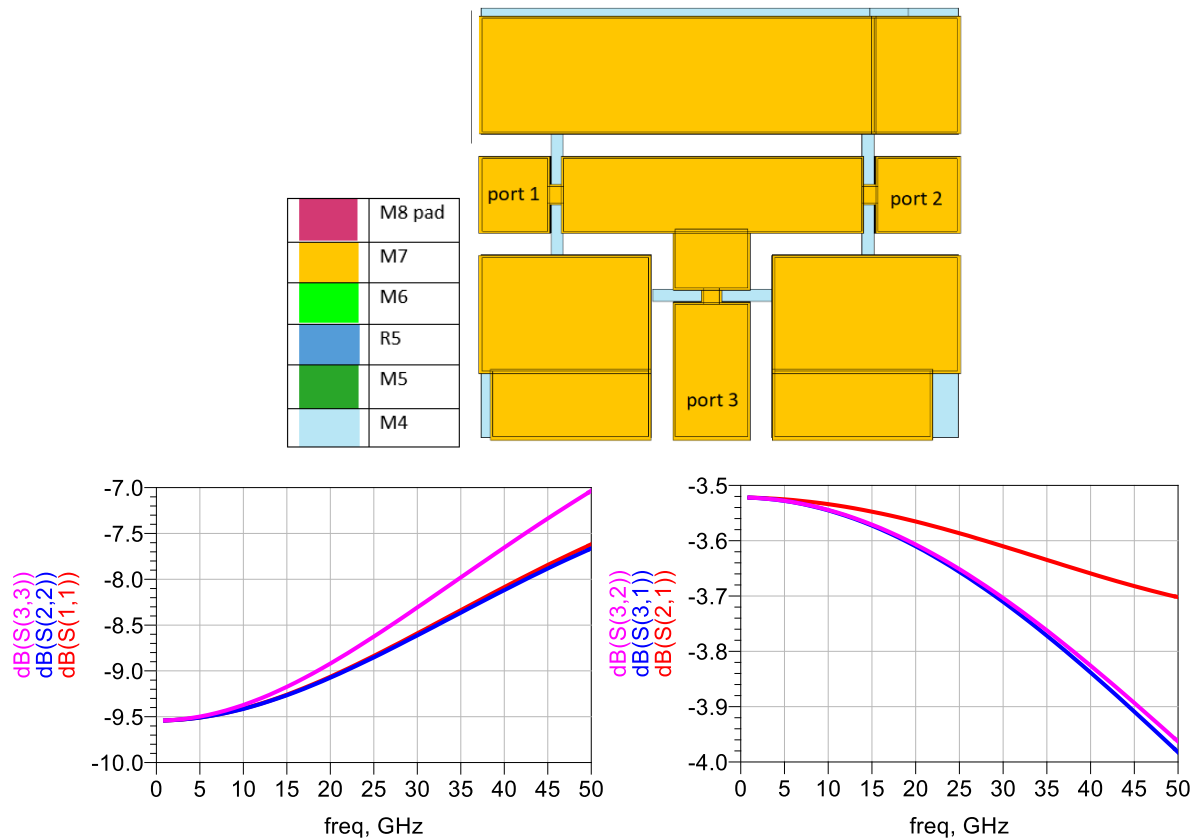 port 1
port 2
port 3
M8 pad
M7
M6
R5
M5
M4
dB(S(3,3))
dB(S(2,2))
dB(S(1,1))
-7.0
-7.5
-8.0
-8.5
-9.0
-9.5
-10.0
0 5 10 15 20 25 30 35 40 45 50
freq, GHz
dB(S(3,2))
dB(S(3,1))
dB(S(2,1))
-3.5
-3.6
-3.7
-3.8
-3.9
-4.0
0 5 10 15 20 25 30 35 40 45 50
freq, GHz